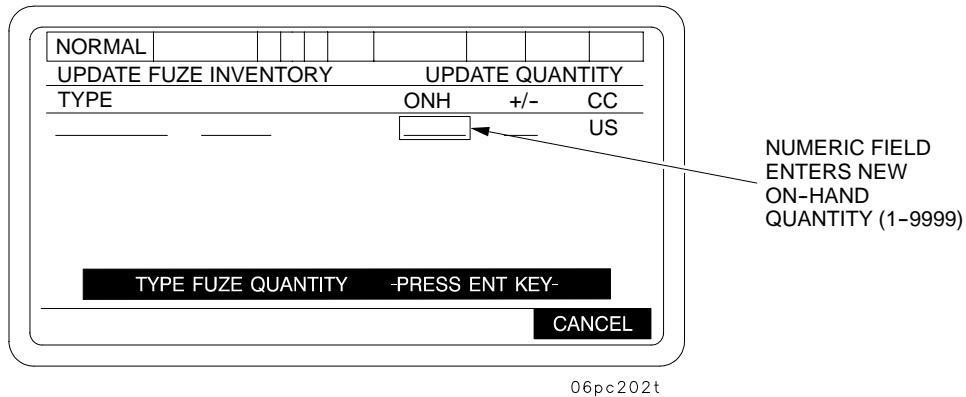 NORMAL
UPDATE FUZE INVENTORY UPDATE QUANTITY
TYPE ONH +/- CC
US
NUMERIC FIELD
ENTERS NEW
ON-HAND
QUANTITY (1-9999)
TYPE FUZE QUANTITY -PRESS ENT KEY-
CANCEL
06pc202t